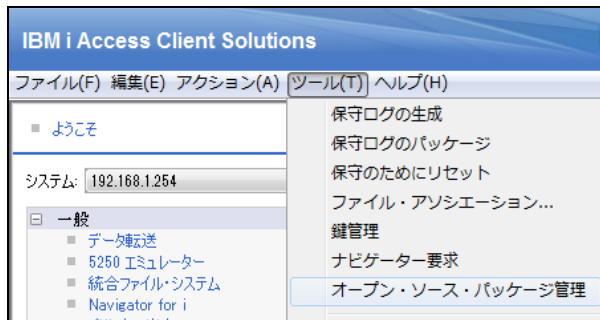 IBM i Access Client Solutions
ファイル(F) 編集(E) アクション(A) ツール(T) ヘルプ(H)
ようこそ
システム: 192.168.1.254
一般
データ転送
5250 エミュレーター
統合ファイル・システム
Navigator for i
保守ログの生成
保守ログのパッケージ
保守のためにリセット
ファイル・アソシエーション...
鍵管理
ナビゲーター要求
オープン・ソース・パッケージ管理